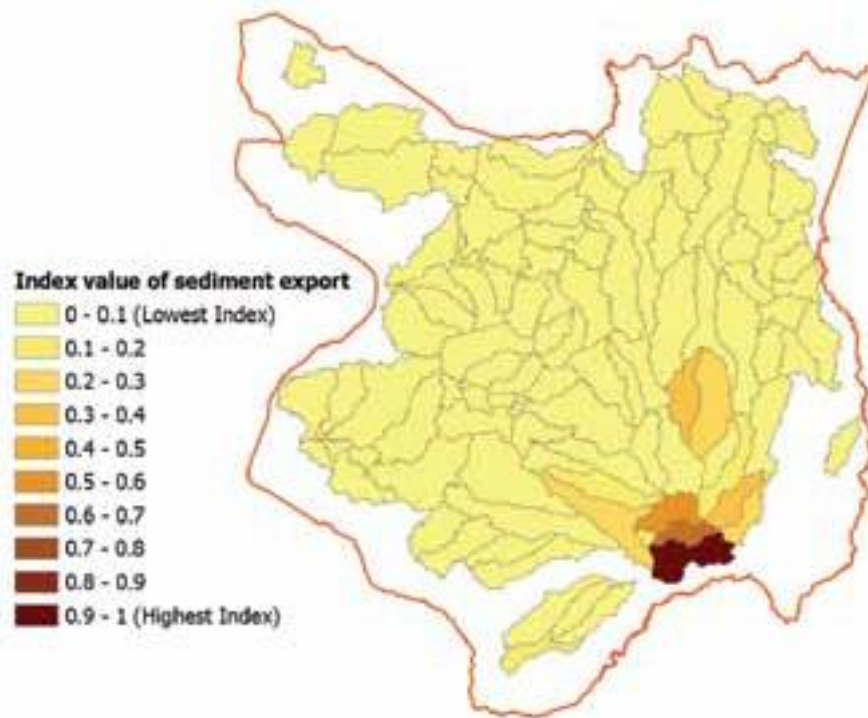 Index value of sediment export
0 - 0.1 (Lowest Index)
0.1 - 0.2
0.2 - 0.3
0.3 - 0.4
0.4 - 0.5
0.5 - 0.6
0.6 - 0.7
0.7 - 0.8
0.8 - 0.9
0.9 - 1 (Highest Index)